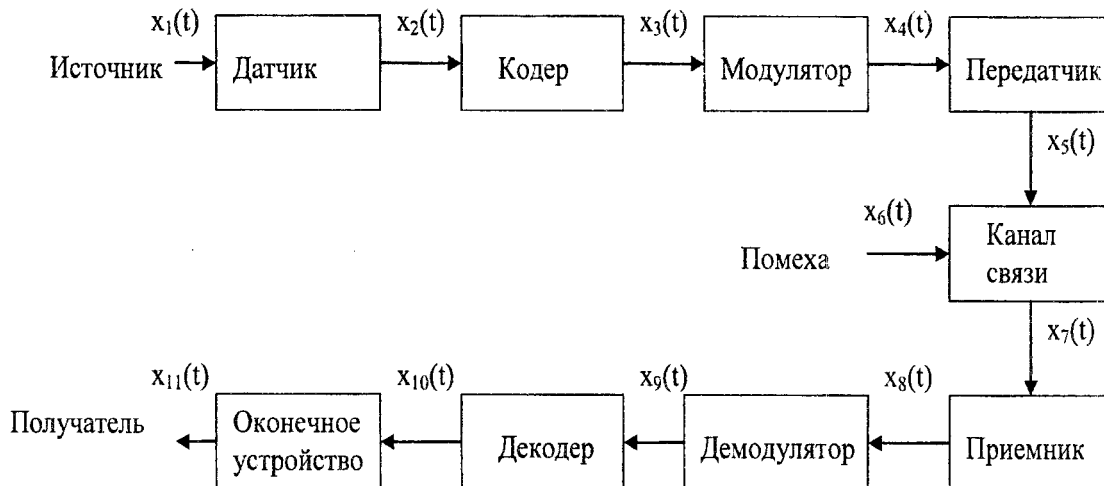 x₁(t) x₂(t) x₃(t) x₄(t)
Источник Датчик Кодер Модулятор Передатчик
x₅(t)
x₆(t)
Помеха Канал
связи
x₇(t)
x₁₁(t) x₁₀(t) x₉(t) x₈(t)
Получатель Оконечное
устройство Декодер Демодулятор Приемник